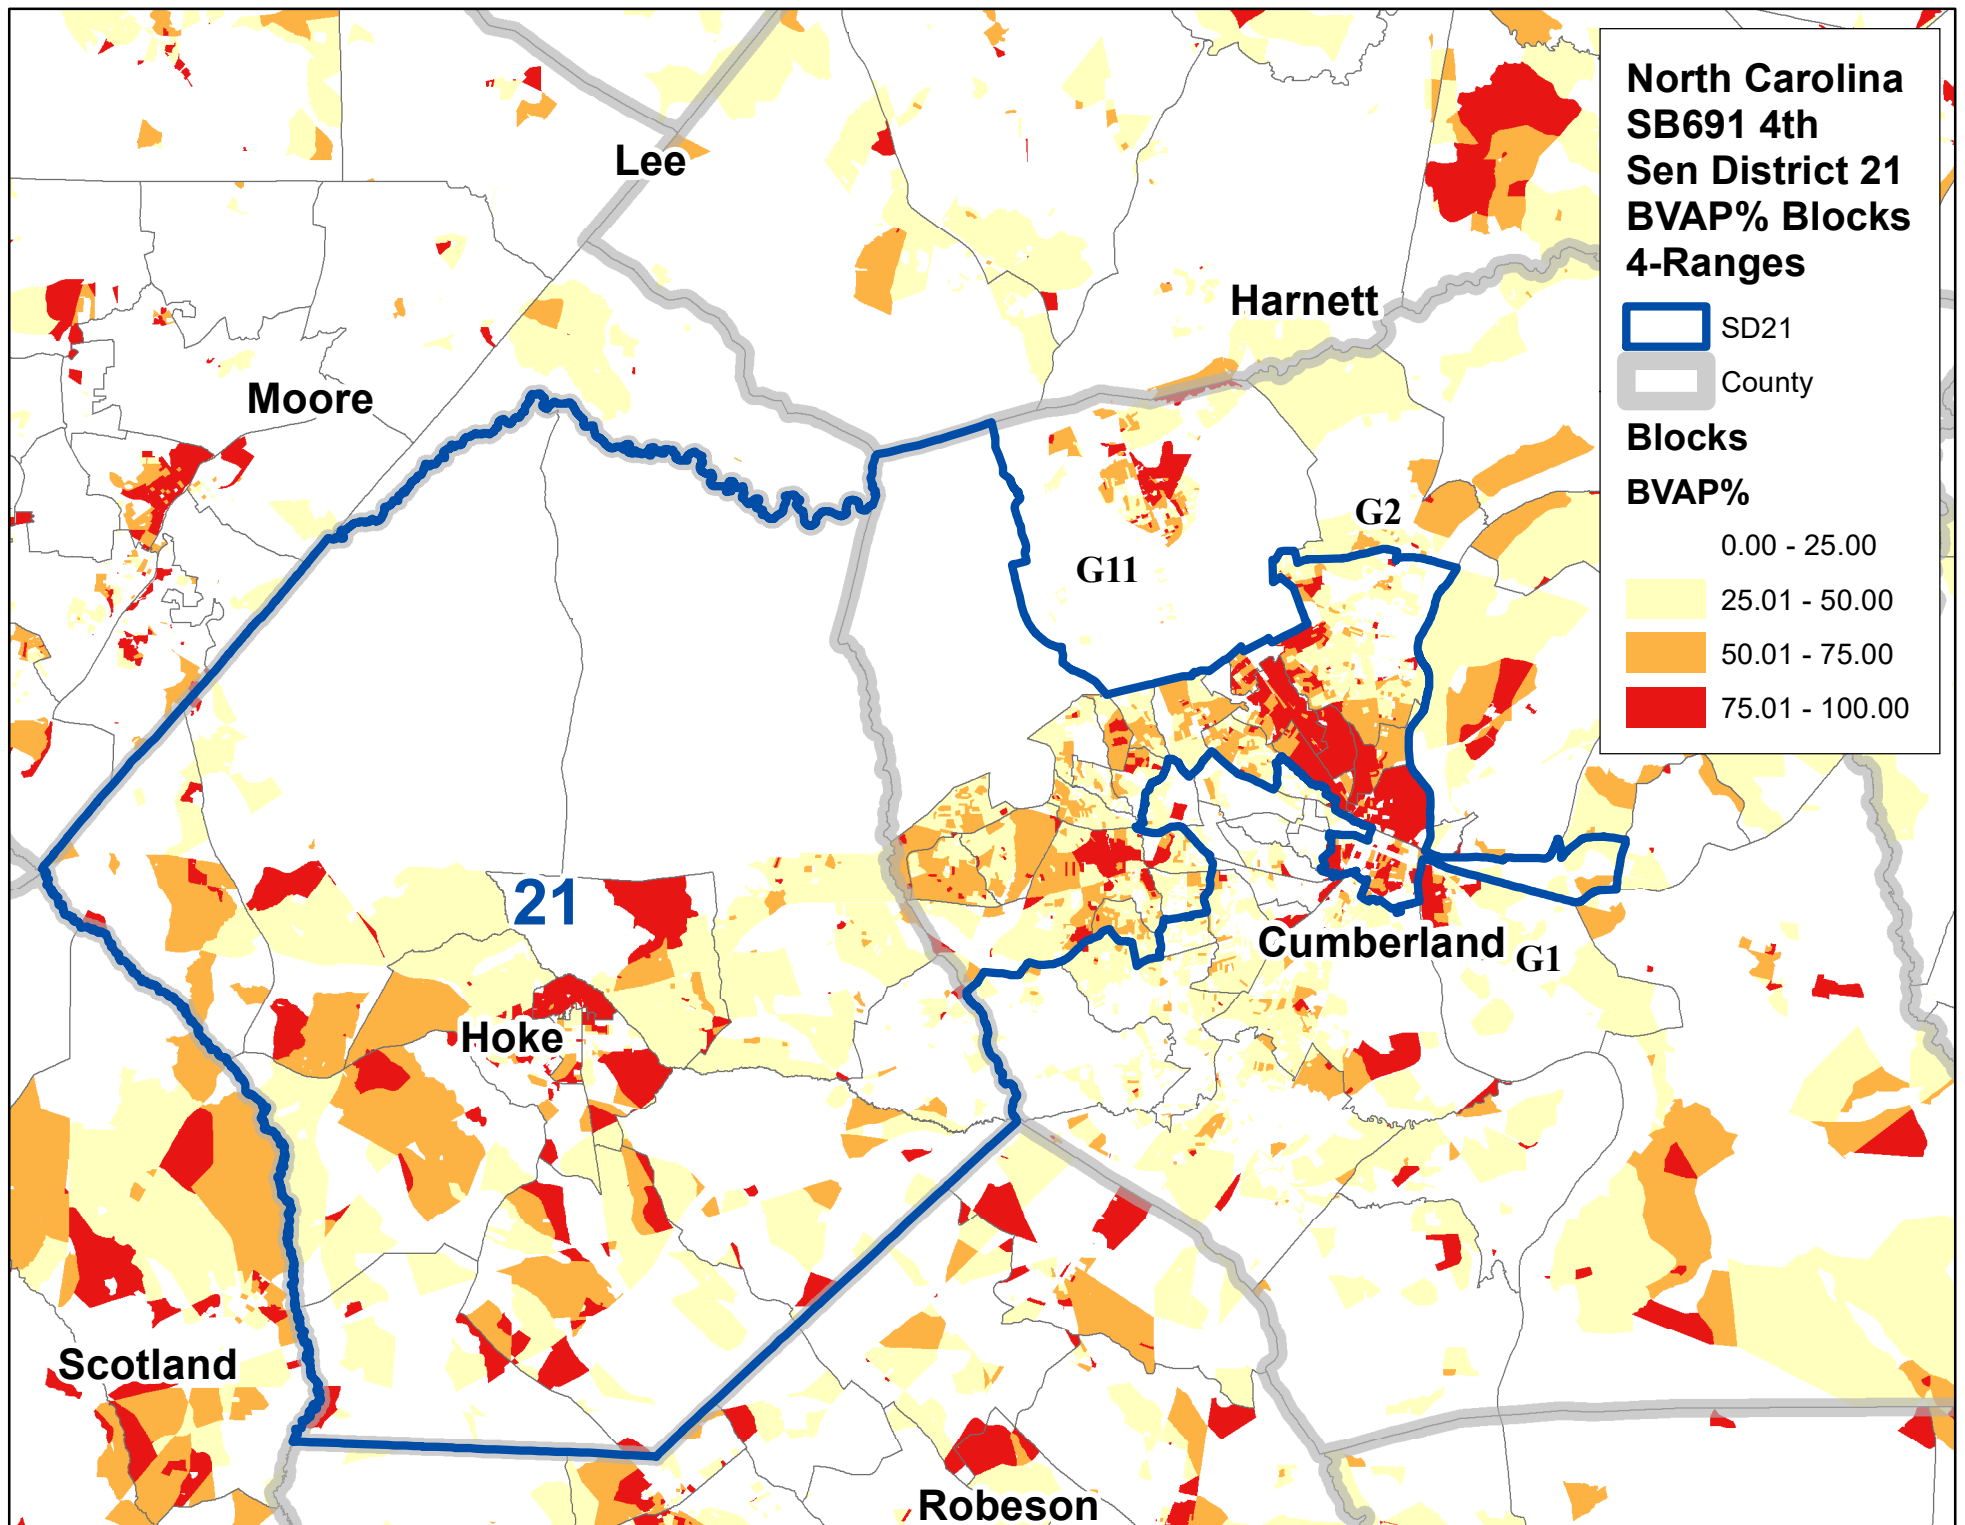 North Carolina
SB691 4th
Sen District 21
BVAP% Blocks
4-Ranges
SD21
County
Blocks
BVAP%
0.00 - 25.00
25.01 - 50.00
50.01 - 75.00
75.01 - 100.00
Lee
Harnett
Moore
G2
G11
21
Cumberland
G1
Hoke
Scotland
Robeson